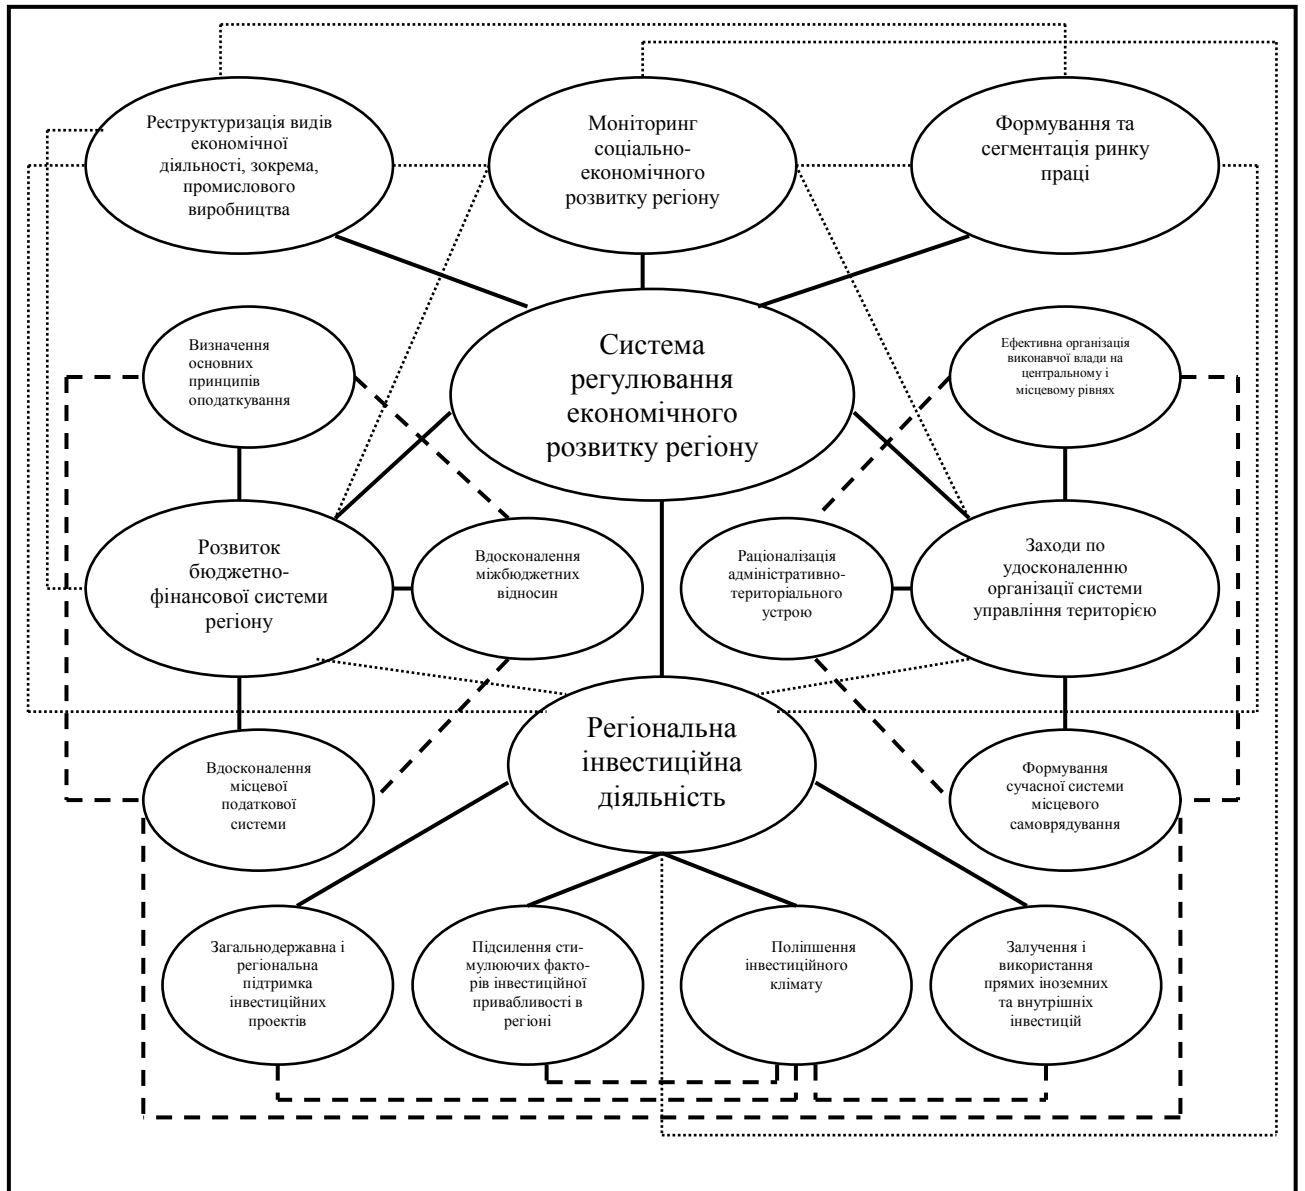 Реструктуризація видів
економічної
діяльності, зокрема,
промислового
виробництва
Моніторинг
соціально-
економічного
розвитку регіону
Формування та
сегментація ринку
праці
Визначення
основних
принципів
оподаткування
Система
регулювання
економічного
розвитку регіону
Ефективна організація
виконавчої влади на
центральному і
місцевому рівнях
Розвиток
бюджетно-
фінансової системи
регіону
Вдосконалення
міжбюджетних
відносин
Раціоналізація
адміністративно-
територіального
устрою
Заходи по
удосконаленню
організації системи
управління територією
Вдосконалення
місцевої
податкової
системи
Регіональна
інвестиційна
діяльність
Формування
сучасної системи
місцевого
самоврядування
Загальнодержавна і
регіональна
підтримка
інвестиційних
проектів
Підсилення сти-
мулюючих факто-
рів інвестиційної
привабливості в
регіоні
Поліпшення
інвестиційного
клімату
Залучення і
використання
прямих іноземних
та внутрішніх
інвестицій